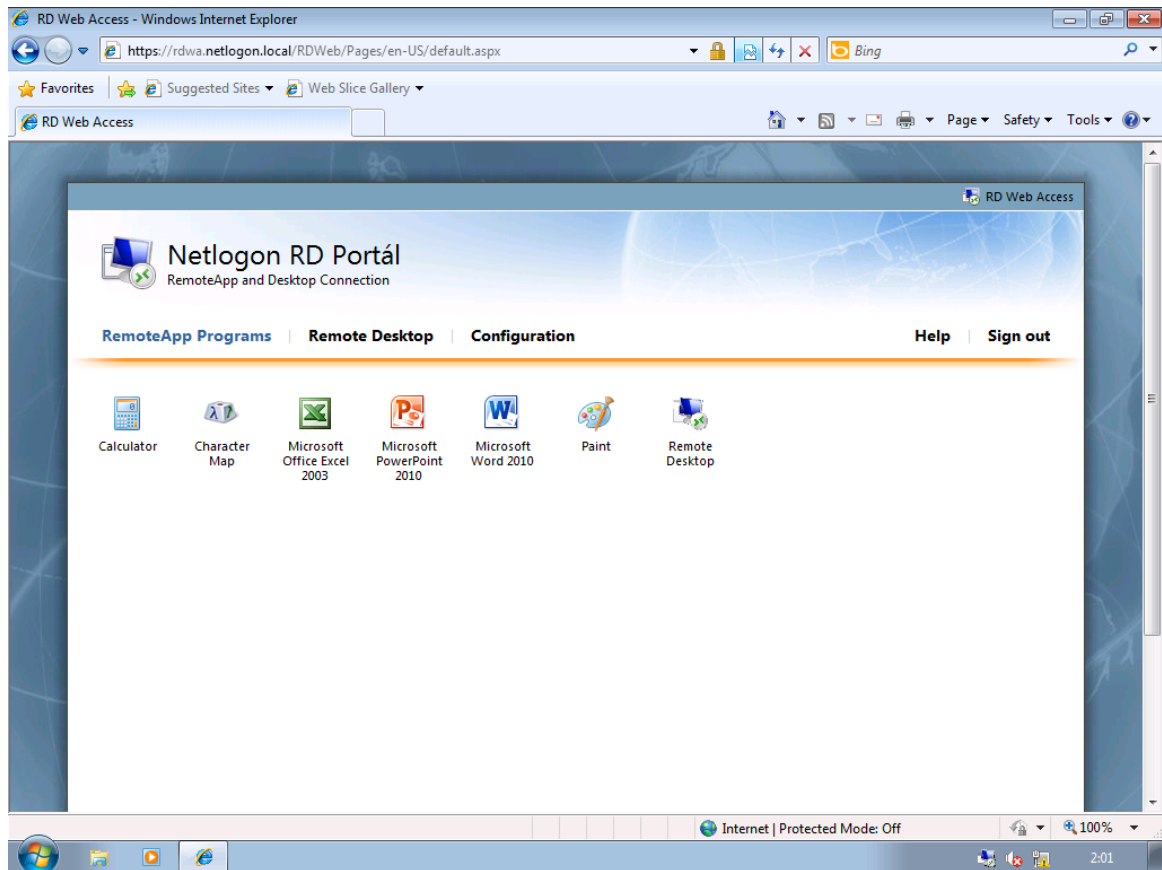 RD Web Access - Windows Internet Explorer
https://rdwa.netlogon.local/RDWeb/Pages/en-US/default.aspx
Bing
Favorites Suggested Sites Web Slice Gallery
RD Web Access
Page Safety Tools
RD Web Access
Netlogon RD Portál
RemoteApp and Desktop Connection
RemoteApp Programs Remote Desktop Configuration Help Sign out
Calculator
Character
Map
Microsoft
Office Excel
2003
Microsoft
PowerPoint
2010
Microsoft
Word 2010
Paint
Remote
Desktop
Internet | Protected Mode: Off
100%
2:01